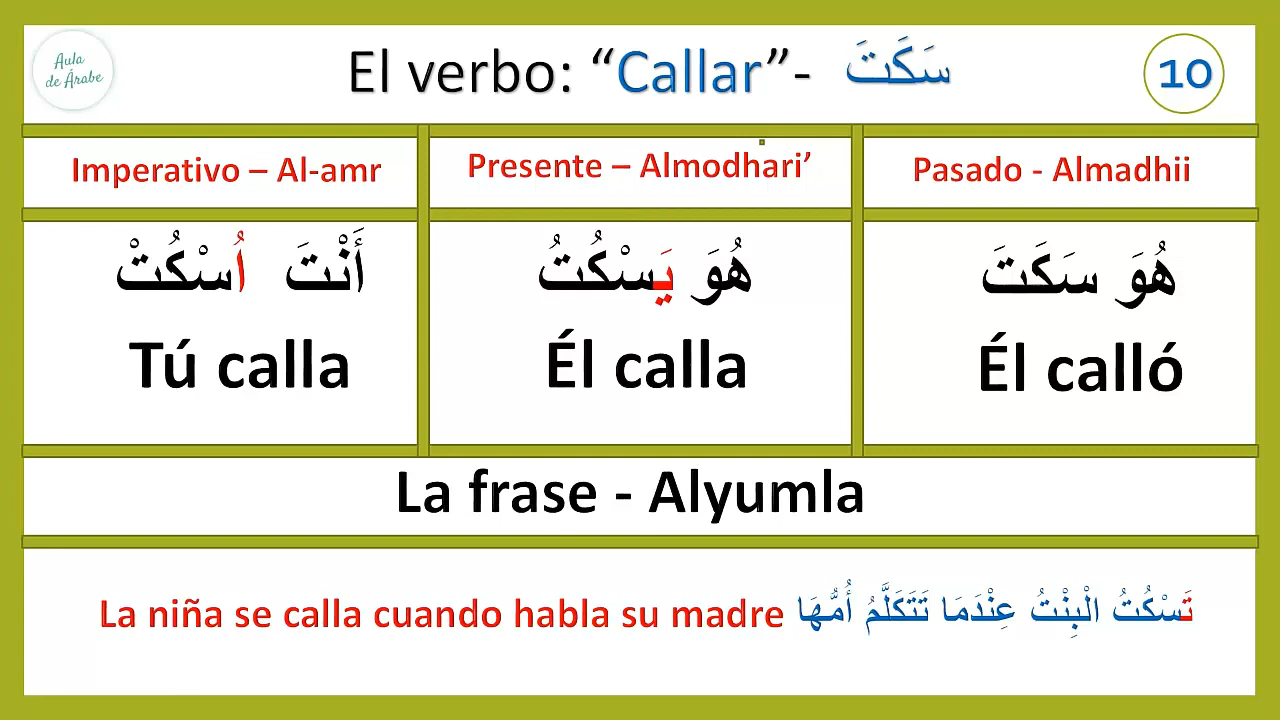 Aula
de Árabe
El verbo: “Callar”- سَكَتَ
10
Imperativo – Al-amr
Presente – Almodhari’
Pasado - Almadhii
أَنْتَ اُسْكُتْ
هُوَ يَسْكُتُ
هُوَ سَكَتَ
Tú calla
Él calla
Él calló
La frase - Alyumla
La niña se calla cuando habla su madre تَسْكُتُ الْبِنْتُ عِنْدَمَا تَتَكَلَّمُ أُمُّهَا